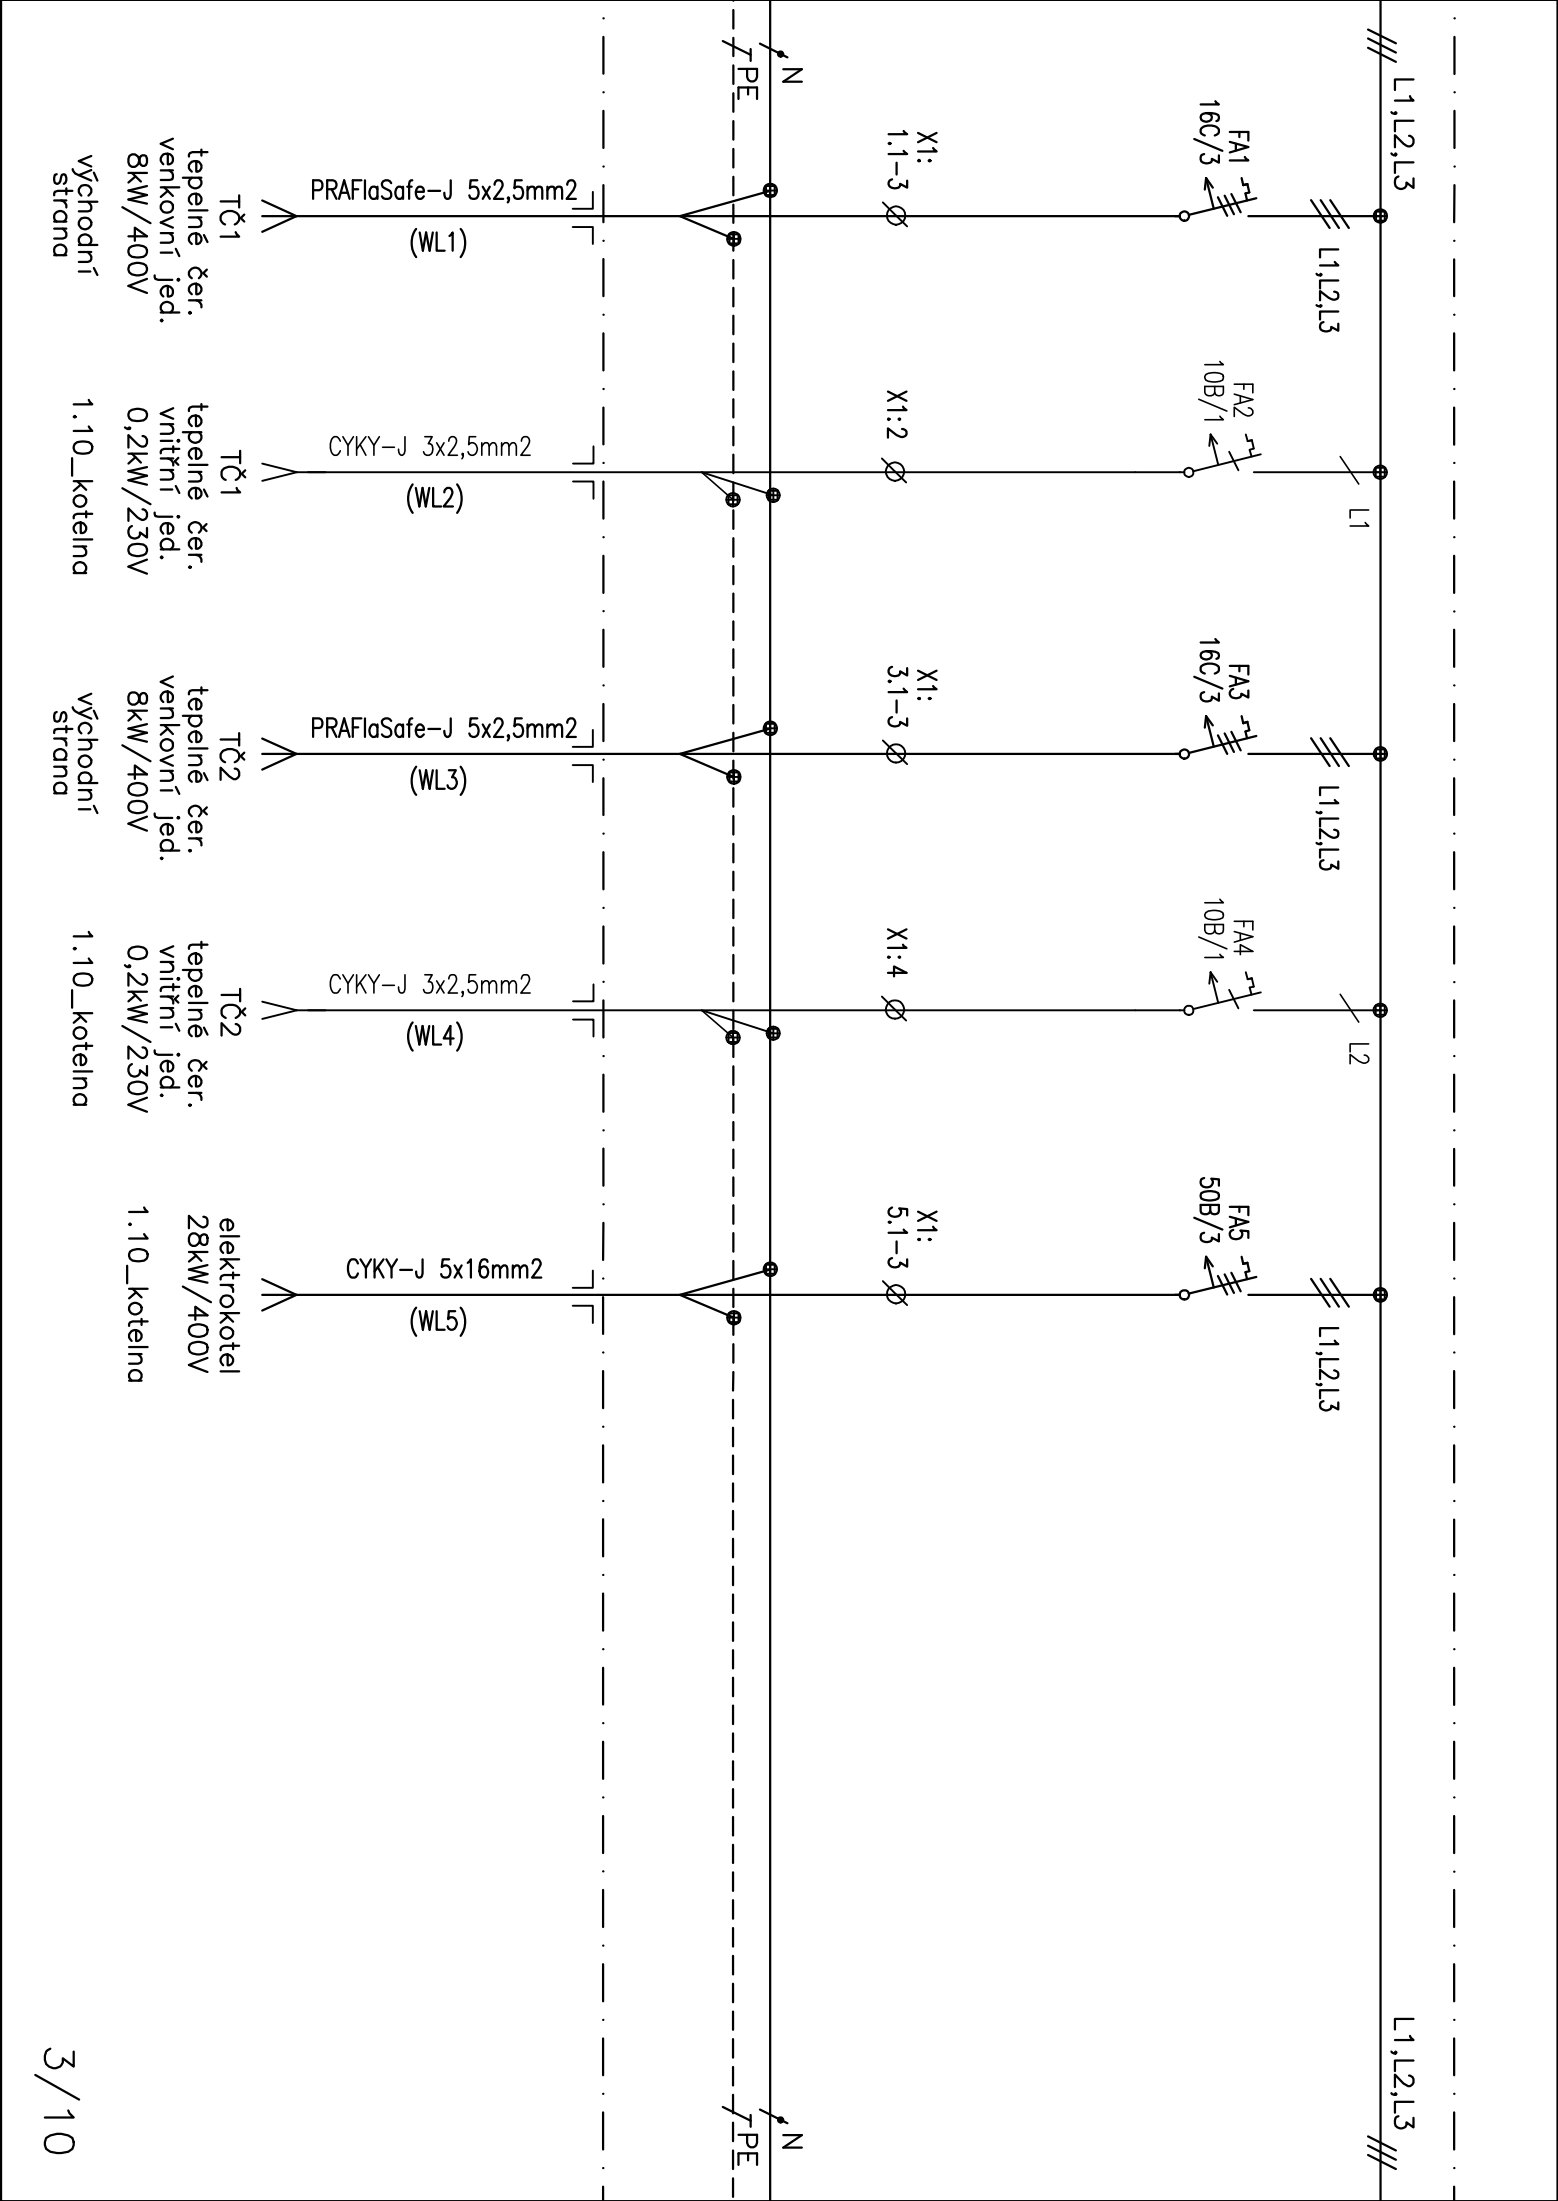 L1,L2,L3
L1,L2,L3
FA1
16C/3
L1,L2,L3
FA2
10B/1
L1
FA3
16C/3
L1,L2,L3
FA4
10B/1
L2
FA5
50B/3
L1,L2,L3
X1:
1.1-3
X1:2
X1:
3.1-3
X1:4
X1:
5.1-3
N
PE
N
PE
PRAFlaSafe-J 5x2,5mm2
(WL1)
CYKY-J 3x2,5mm2
(WL2)
PRAFlaSafe-J 5x2,5mm2
(WL3)
CYKY-J 3x2,5mm2
(WL4)
CYKY-J 5x16mm2
(WL5)
TČ1
tepelné čer.
venkovní jed.
8kW/400V
východní
strana
TČ1
tepelné čer.
vnitřní jed.
0,2kW/230V
1.10_kotelna
TČ2
tepelné čer.
venkovní jed.
8kW/400V
východní
strana
TČ2
tepelné čer.
vnitřní jed.
0,2kW/230V
1.10_kotelna
elektrokotel
28kW/400V
1.10_kotelna
3/10